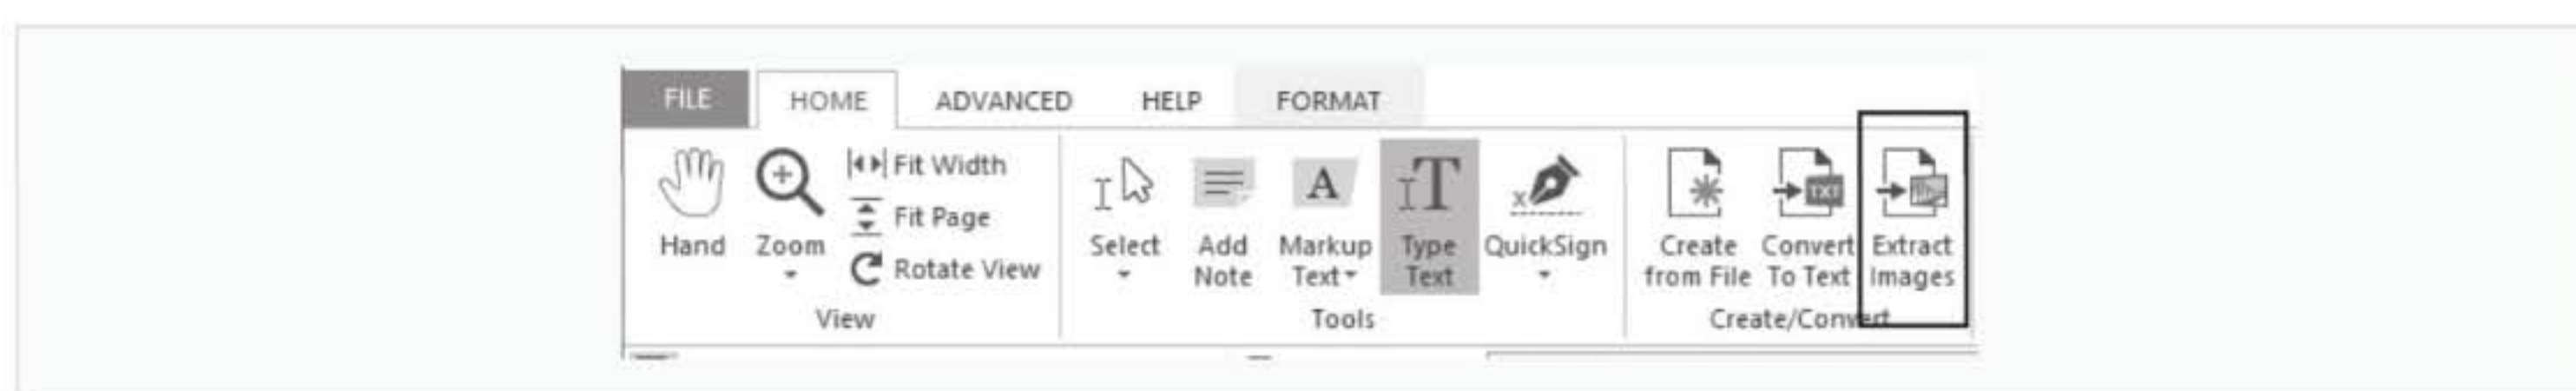 FILE HOME ADVANCED HELP FORMAT
Fit Width
Fit Page
Rotate View
Hand Zoom
Select
Add Note
Markup Text
Type Text
QuickSign
Create from File
Convert To Text
Extract Images
View Tools Create/Convert
x
A
T
TXT